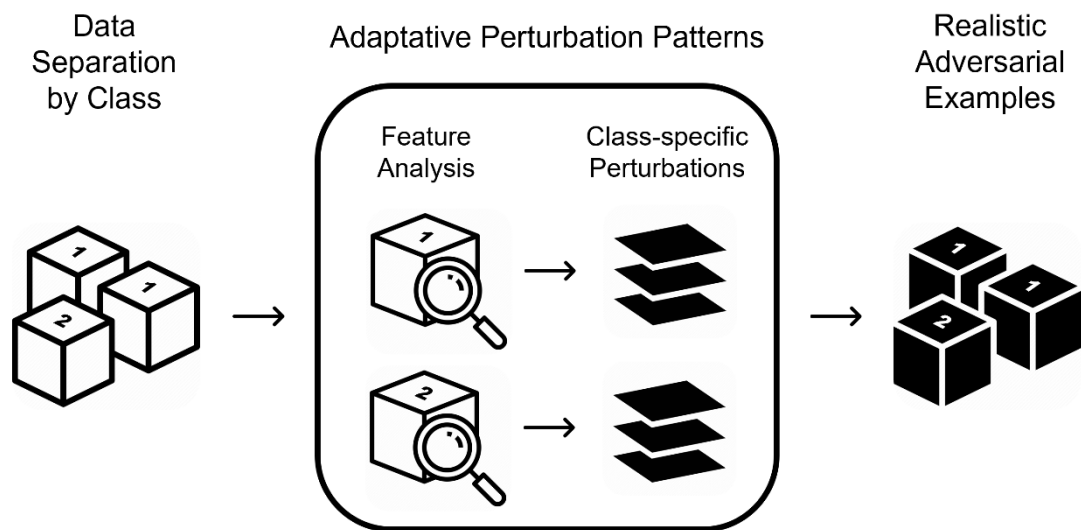 Data
Separation
by Class
Adaptative Perturbation Patterns
Realistic
Adversarial
Examples
Feature
Analysis
Class-specific
Perturbations
1
1
2
1
2
1
1
2